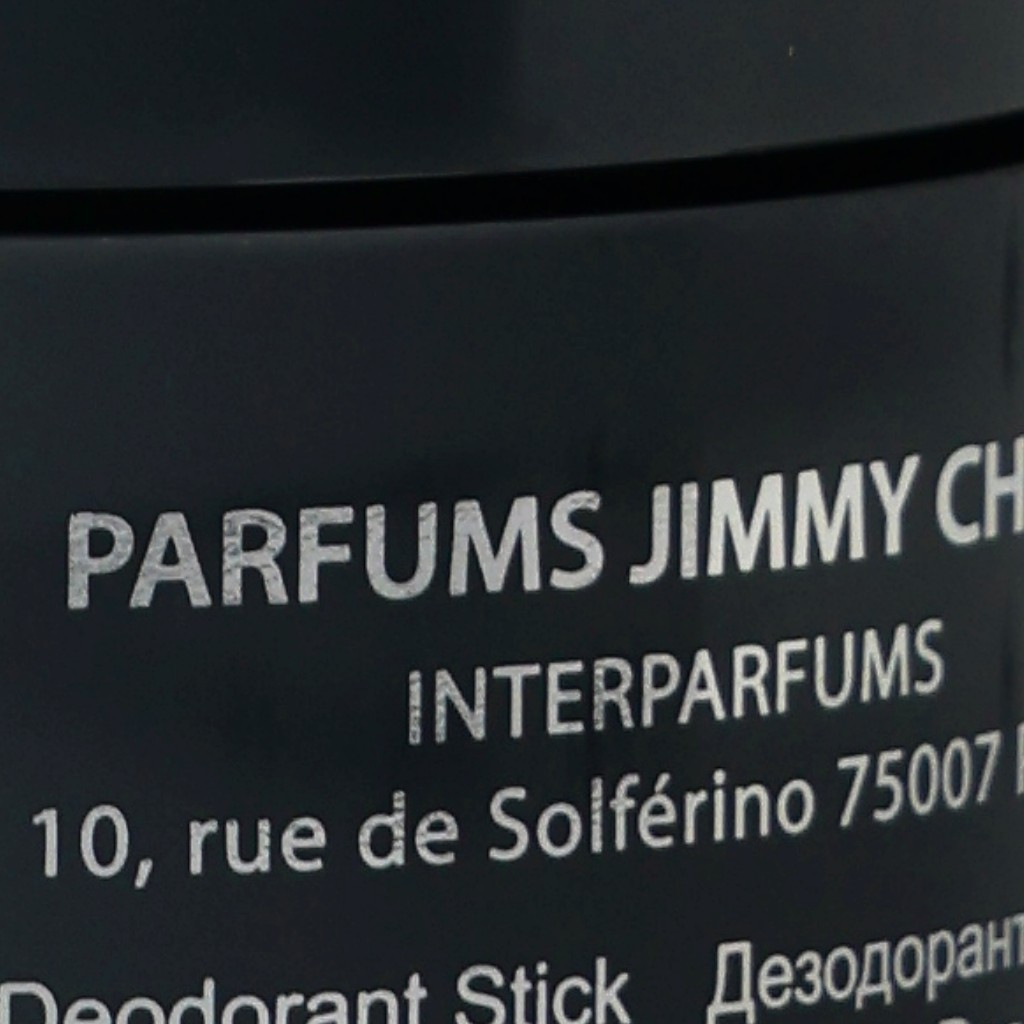 PARFUMS JIMMY CH
INTERPARFUMS
10, rue de Solférino 75007
Deodorant Stick Дезодорант